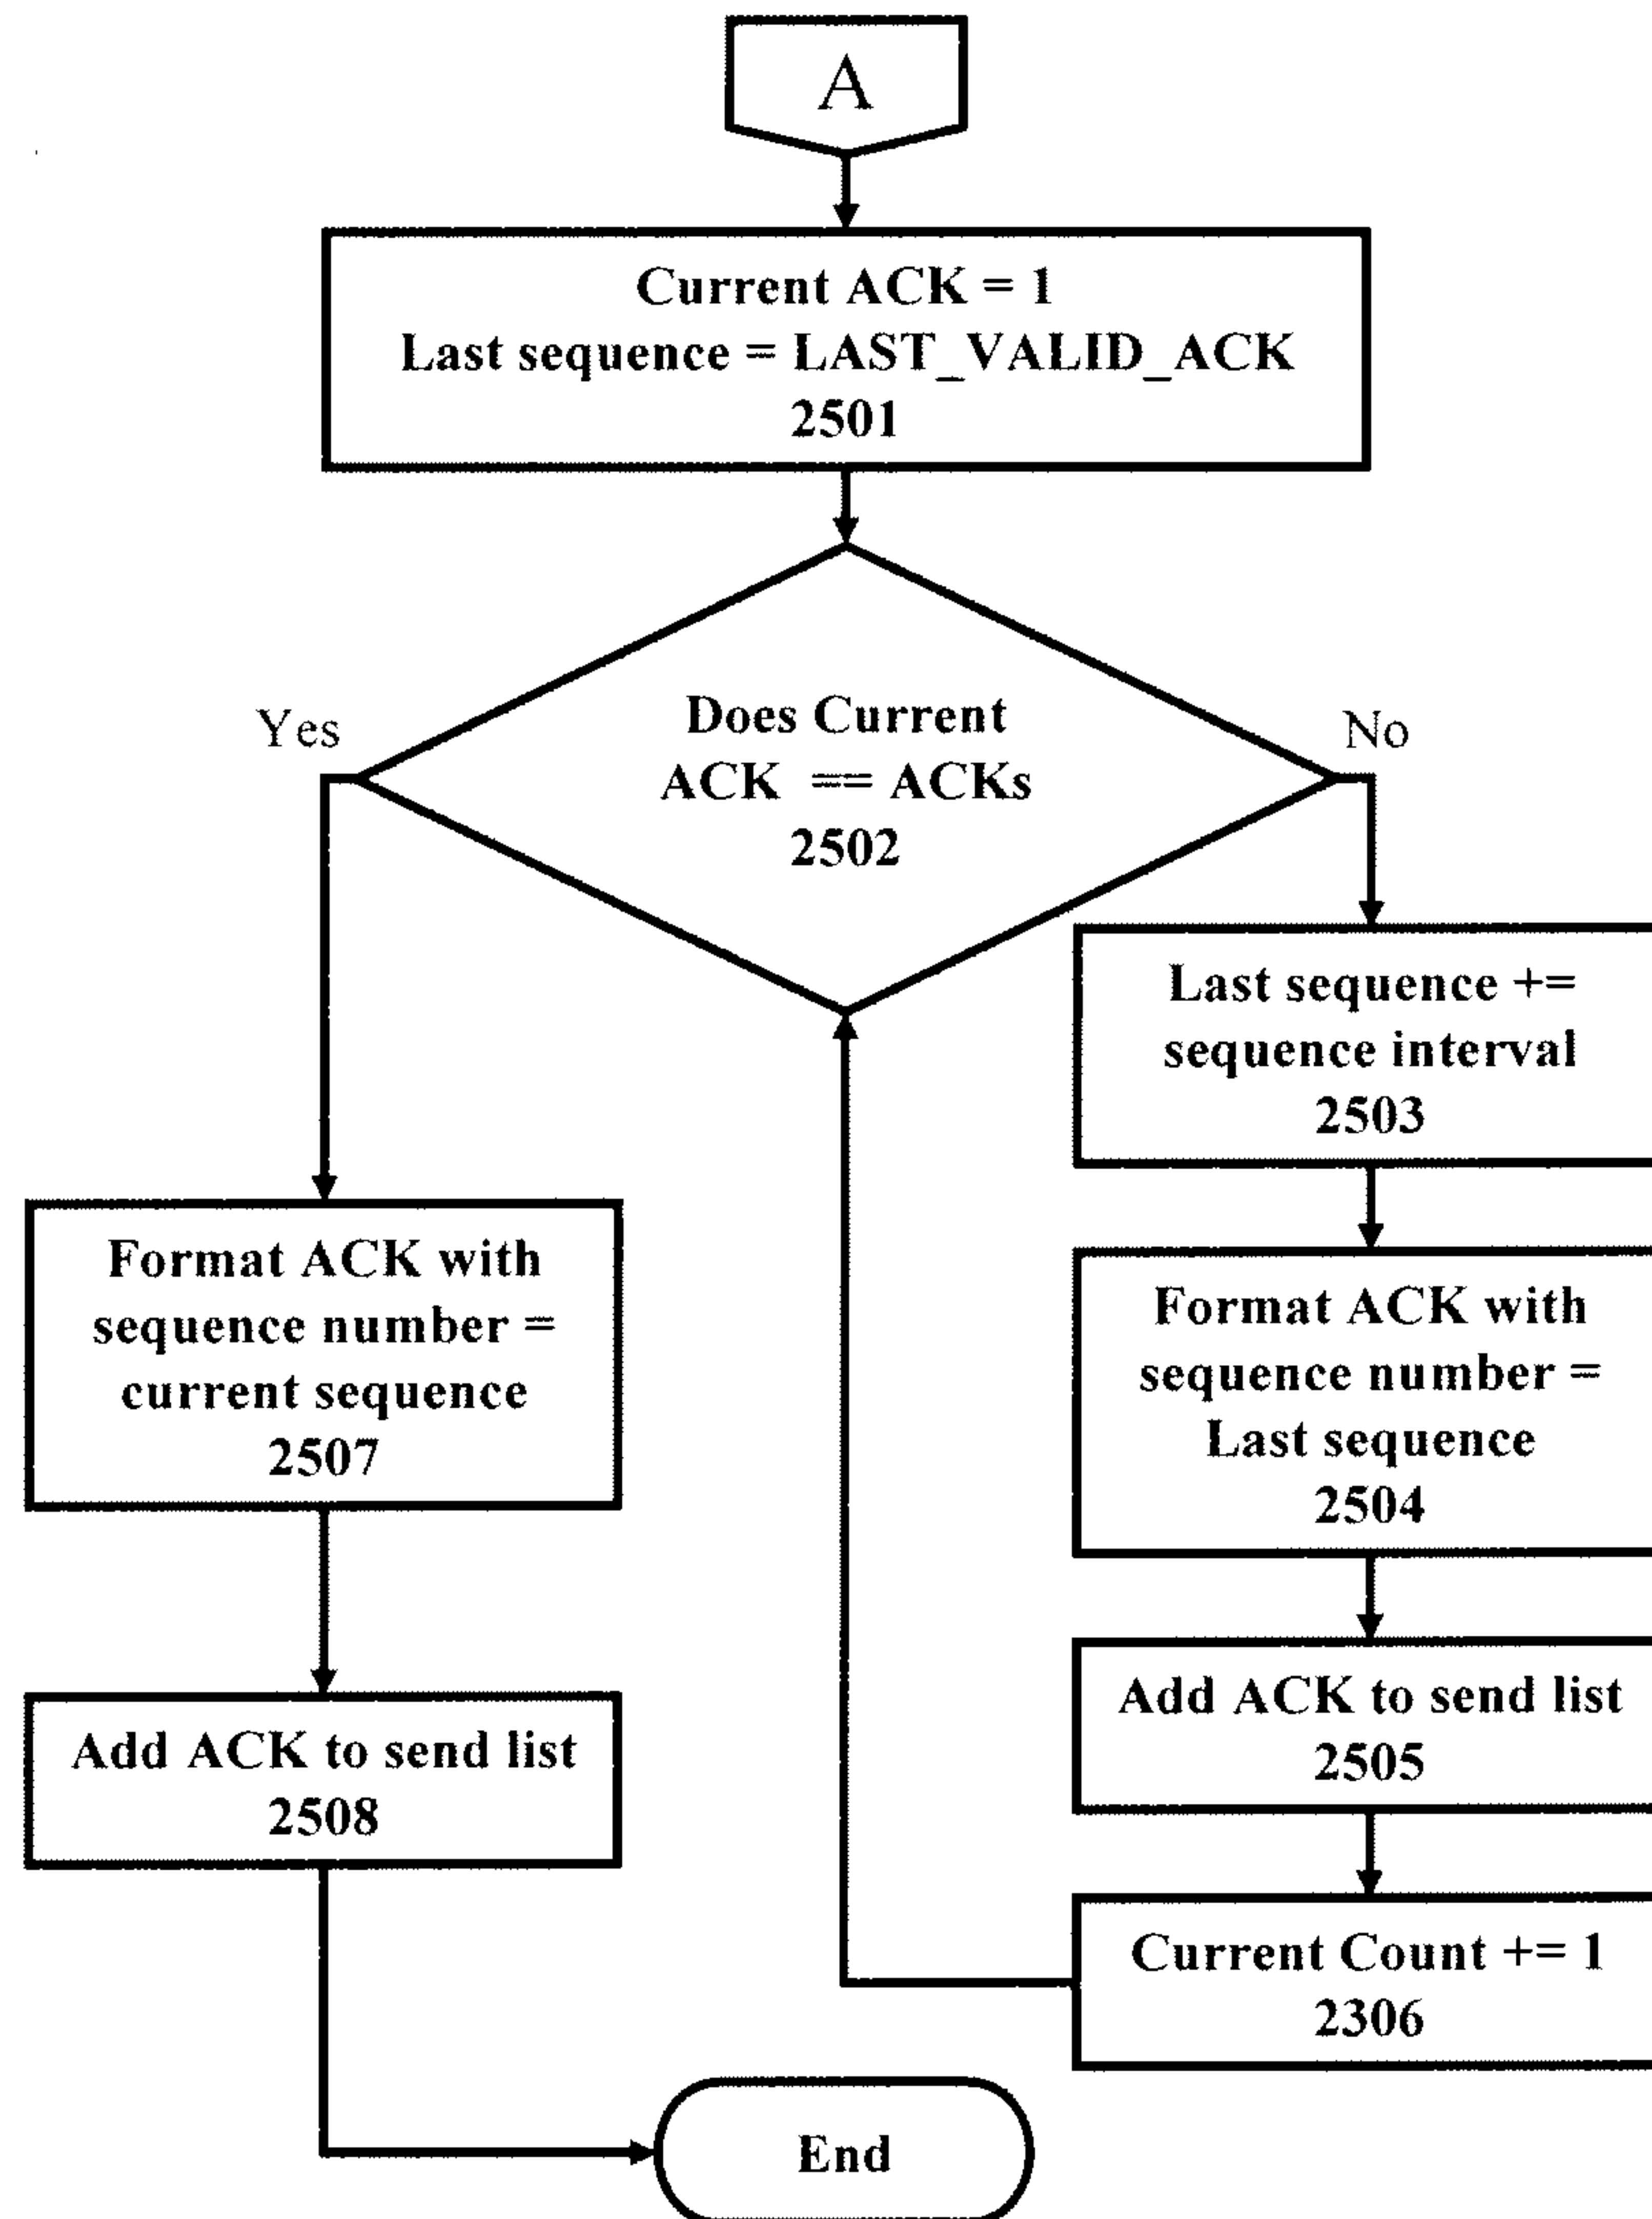 A
Current ACK = 1
Last sequence = LAST_VALID_ACK
2501
Does Current
ACK == ACKs
2502
Yes
No
Last sequence +=
sequence interval
2503
Format ACK with
sequence number =
Last sequence
2504
Add ACK to send list
2505
Current Count += 1
2306
Format ACK with
sequence number =
current sequence
2507
Add ACK to send list
2508
End